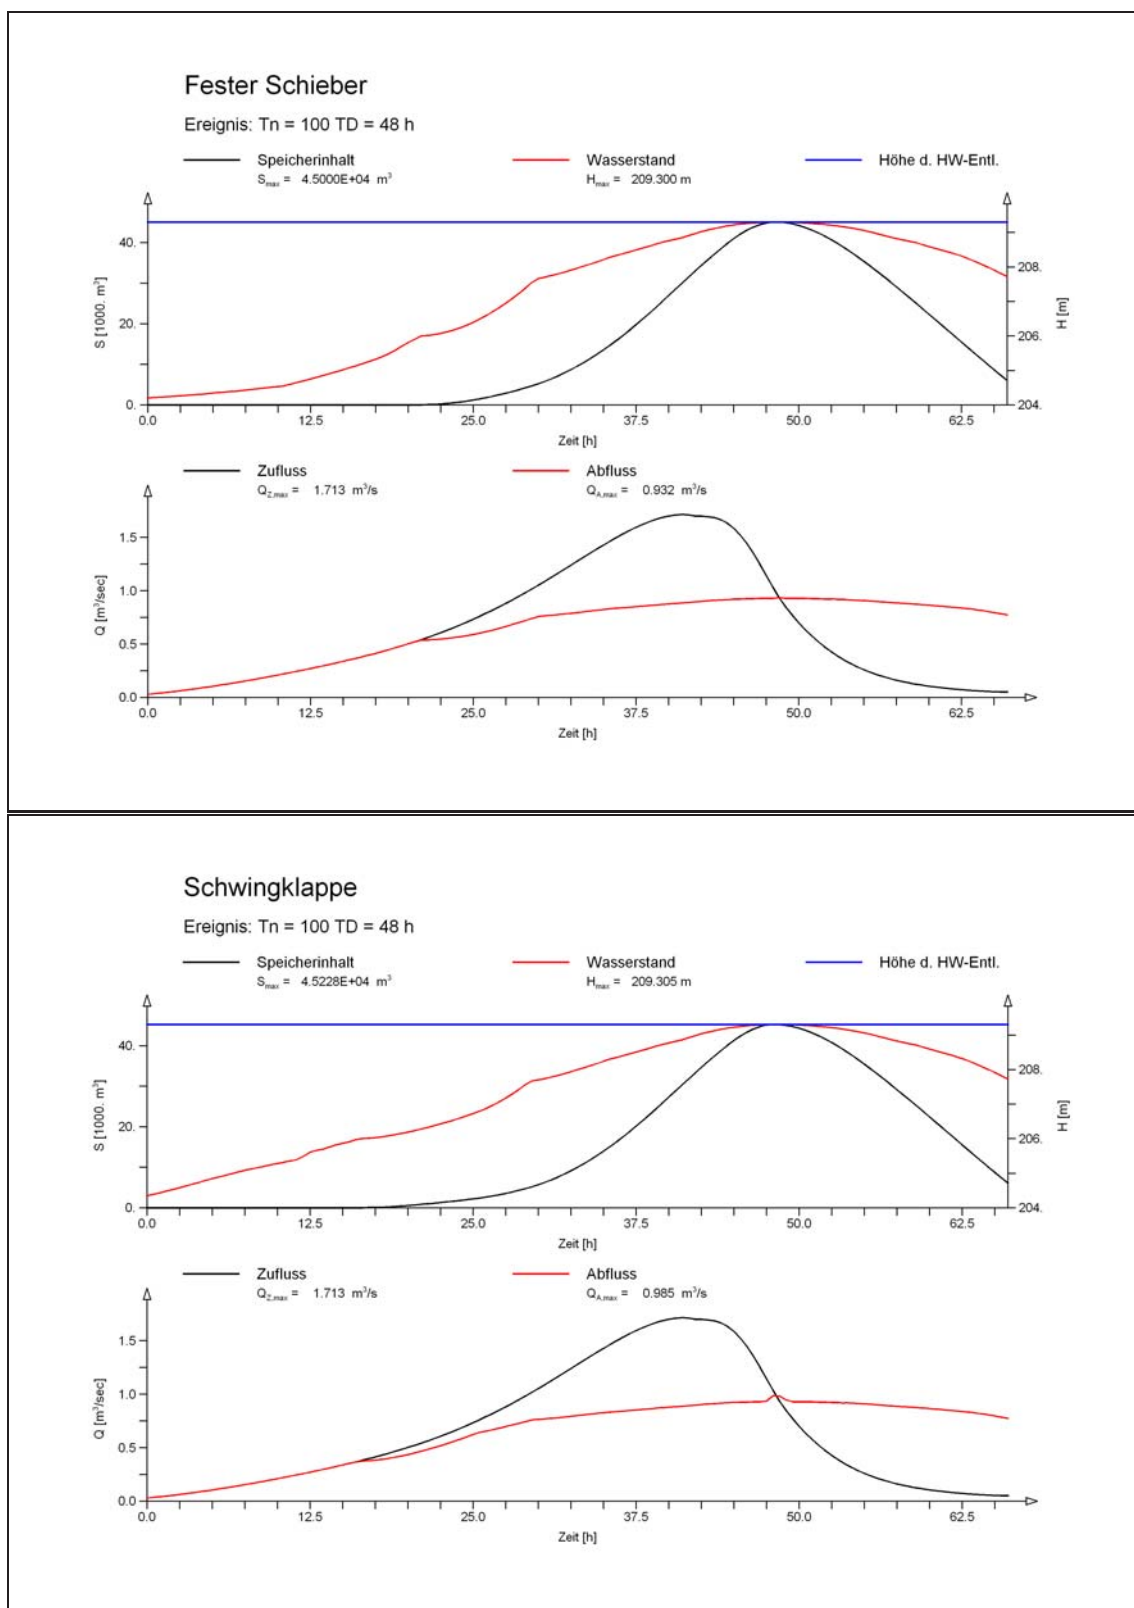 Fester Schieber
Ereignis: Tn = 100 TD = 48 h
Speicherinhalt Wasserstand Höhe d. HW-Entl.
Smax = 4.5000E+04 m³ Hmax = 209.300 m
40.
20.
0.
S [1000. m³]
208.
206.
204.
H [m]
0.0 12.5 25.0 37.5 50.0 62.5
Zeit [h]
Zufluss Abfluss
QZ,max = 1.713 m³/s QA,max = 0.932 m³/s
1.5
1.0
0.5
0.0
Q [m³/sec]
0.0 12.5 25.0 37.5 50.0 62.5
Zeit [h]
Schwingklappe
Ereignis: Tn = 100 TD = 48 h
Speicherinhalt Wasserstand Höhe d. HW-Entl.
Smax = 4.5228E+04 m³ Hmax = 209.305 m
40.
20.
0.
S [1000. m³]
208.
206.
204.
H [m]
0.0 12.5 25.0 37.5 50.0 62.5
Zeit [h]
Zufluss Abfluss
QZ,max = 1.713 m³/s QA,max = 0.985 m³/s
1.5
1.0
0.5
0.0
Q [m³/sec]
0.0 12.5 25.0 37.5 50.0 62.5
Zeit [h]